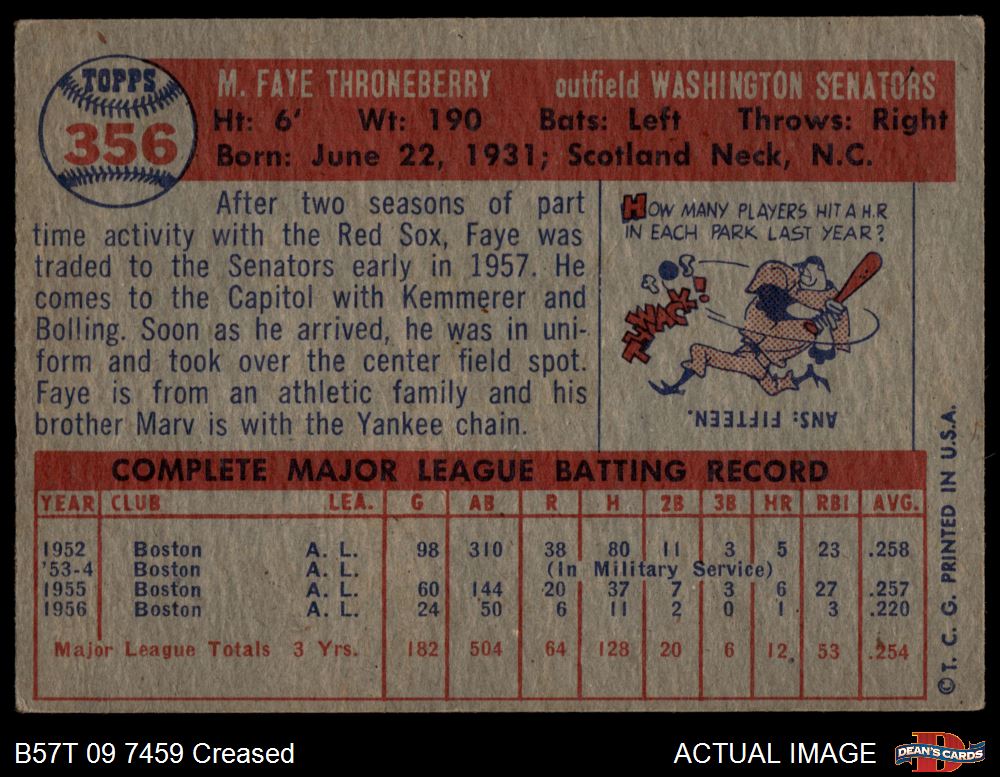 TOPPS
356
M. FAYE THRONEBERRY outfield WASHINGTON SENATORS
Ht: 6' Wt: 190 Bats: Left Throws: Right
Born: June 22, 1931; Scotland Neck, N.C.
After two seasons of part
time activity with the Red Sox, Faye was
traded to the Senators early in 1957. He
comes to the Capitol with Kemmerer and
Bolling. Soon as he arrived, he was in uni-
form and took over the center field spot.
Faye is from an athletic family and his
brother Marv is with the Yankee chain.
HOW MANY PLAYERS HIT A H.R
IN EACH PARK LAST YEAR?
THWACK!
ANS: FIFTEEN.
COMPLETE MAJOR LEAGUE BATTING RECORD
YEAR CLUB LEA. G AB R H 2B 3B HR RBI AVG.
1952 Boston A. L. 98 310 38 80 11 3 5 23 .258
'53-4 Boston A. L. (In Military Service)
1955 Boston A. L. 60 144 20 37 7 3 6 27 .257
1956 Boston A. L. 24 50 6 11 2 0 1 3 .220
Major League Totals 3 Yrs. 182 504 64 128 20 6 12 53 .254
© T. C. G. PRINTED IN U.S.A.
B57T 09 7459 Creased
ACTUAL IMAGE
D
DEAN'S CARDS